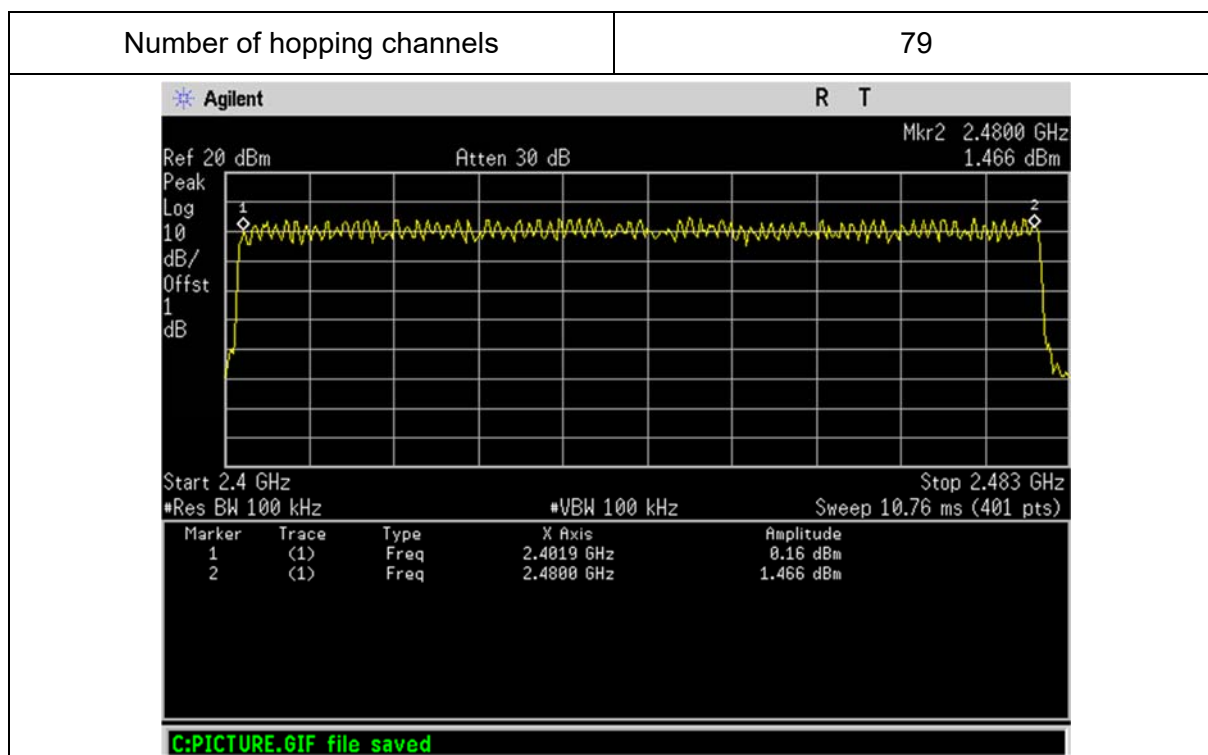 Number of hopping channels 79
Agilent R T
Mkr2 2.4800 GHz
Ref 20 dBm Atten 30 dB 1.466 dBm
Peak
Log
10
dB/
Offst
1
dB
1
2
Start 2.4 GHz Stop 2.483 GHz
#Res BW 100 kHz #VBW 100 kHz Sweep 10.76 ms (401 pts)
Marker Trace Type X Axis Amplitude
1 (1) Freq 2.4019 GHz 0.16 dBm
2 (1) Freq 2.4800 GHz 1.466 dBm
C:PICTURE.GIF file saved